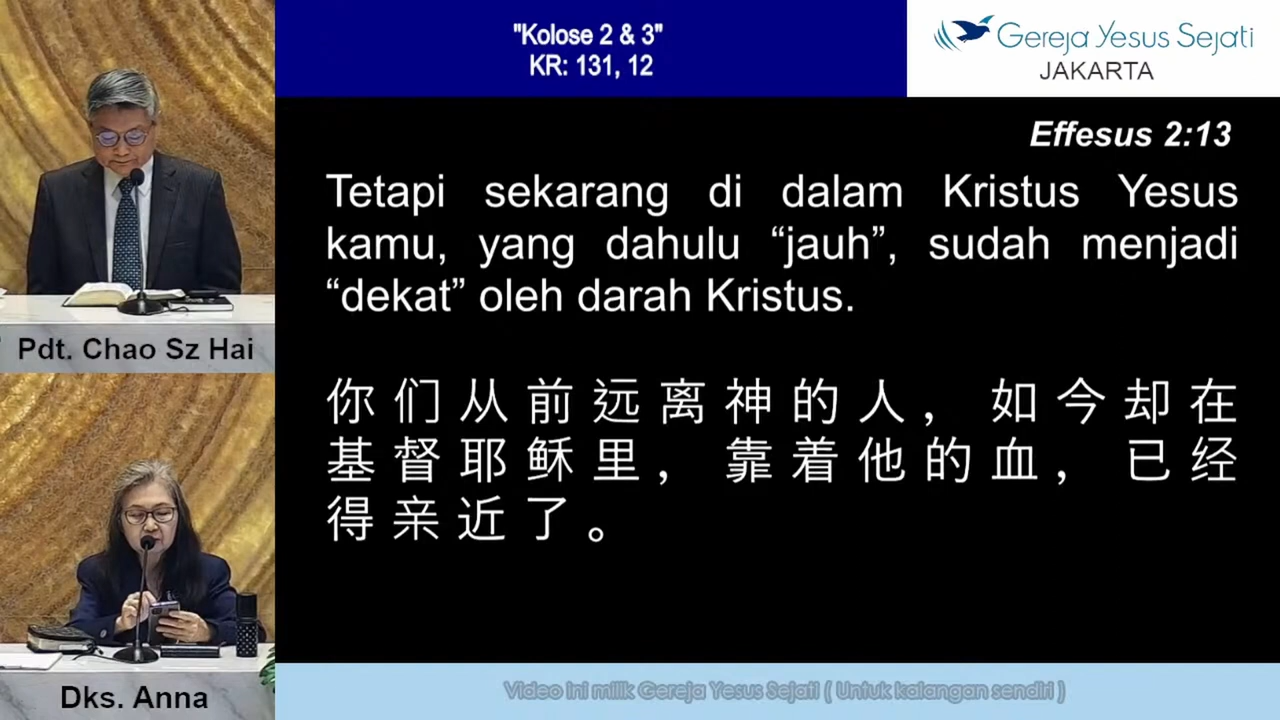 "Kolose 2 & 3"
KR: 131, 12
Gereja Yesus Sejati
JAKARTA
Effesus 2:13
Tetapi sekarang di dalam Kristus Yesus
kamu, yang dahulu “jauh”, sudah menjadi
“dekat” oleh darah Kristus.
你们从前远离神的人，如今却在
基督耶稣里，靠着他的血，已经
得亲近了。
Pdt. Chao Sz Hai
Dks. Anna
Video ini milik Gereja Yesus Sejati ( Untuk kalangan sendiri )